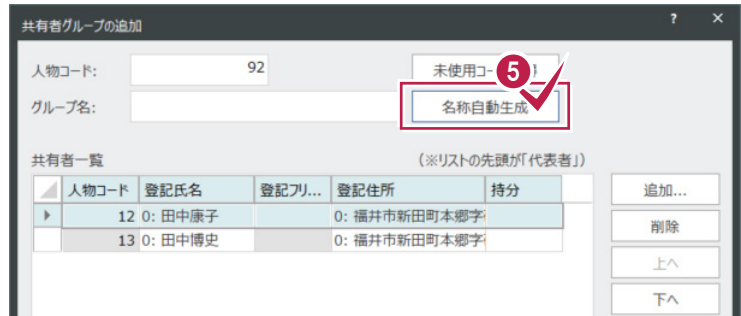 共有者グループの追加 ? ×
人物コード: 92 未使用コー
5
グループ名: 名称自動生成
共有者一覧 (※リストの先頭が「代表者」)
人物コード 登記氏名 登記フリ... 登記住所 持分
12 0: 田中康子 0: 福井市新田町本郷字
13 0: 田中博史 0: 福井市新田町本郷字
追加...
削除
上へ
下へ